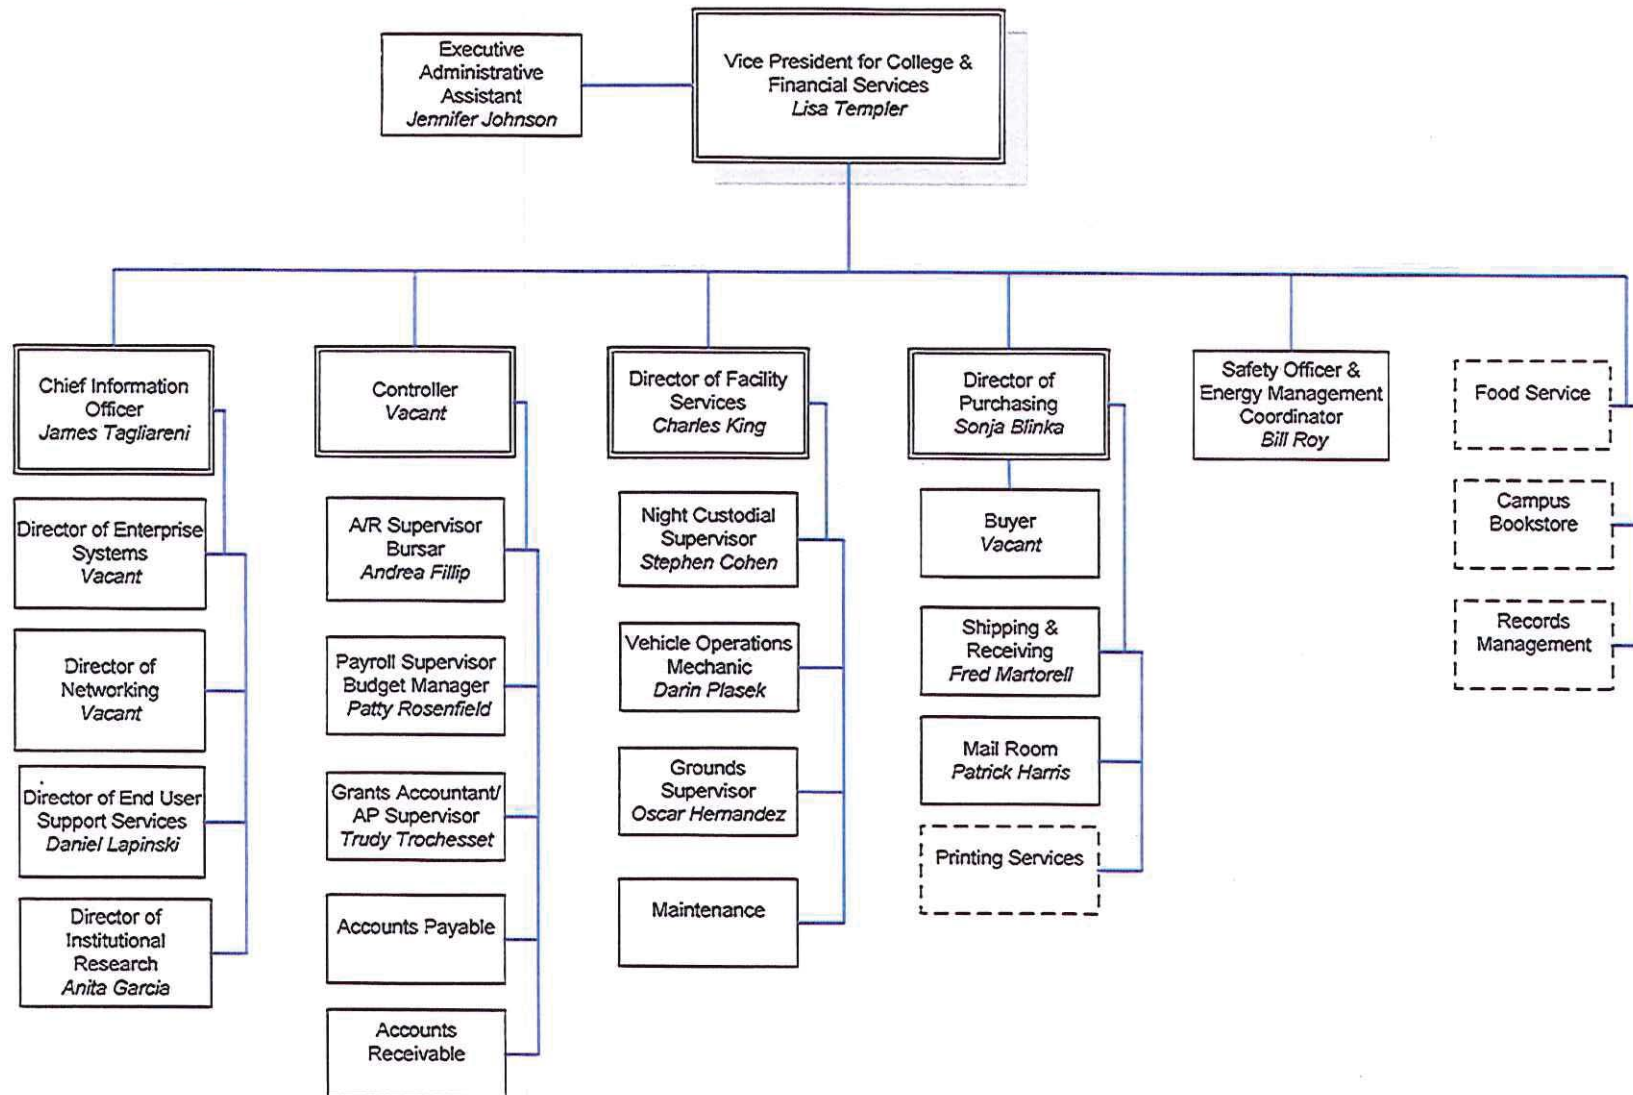 Executive
Administrative
Assistant
Jennifer Johnson
Vice President for College &
Financial Services
Lisa Templer
Chief Information
Officer
James Tagliareni
Director of Enterprise
Systems
Vacant
Director of
Networking
Vacant
Director of End User
Support Services
Daniel Lapinski
Director of
Institutional
Research
Anita Garcia
Controller
Vacant
A/R Supervisor
Bursar
Andrea Fillip
Payroll Supervisor
Budget Manager
Patty Rosenfield
Grants Accountant/
AP Supervisor
Trudy Trochesset
Accounts Payable
Accounts
Receivable
Director of Facility
Services
Charles King
Night Custodial
Supervisor
Stephen Cohen
Vehicle Operations
Mechanic
Darin Plasek
Grounds
Supervisor
Oscar Hernandez
Maintenance
Director of
Purchasing
Sonja Blinka
Buyer
Vacant
Shipping &
Receiving
Fred Martorell
Mail Room
Patrick Harris
Printing Services
Safety Officer &
Energy Management
Coordinator
Bill Roy
Food Service
Campus
Bookstore
Records
Management